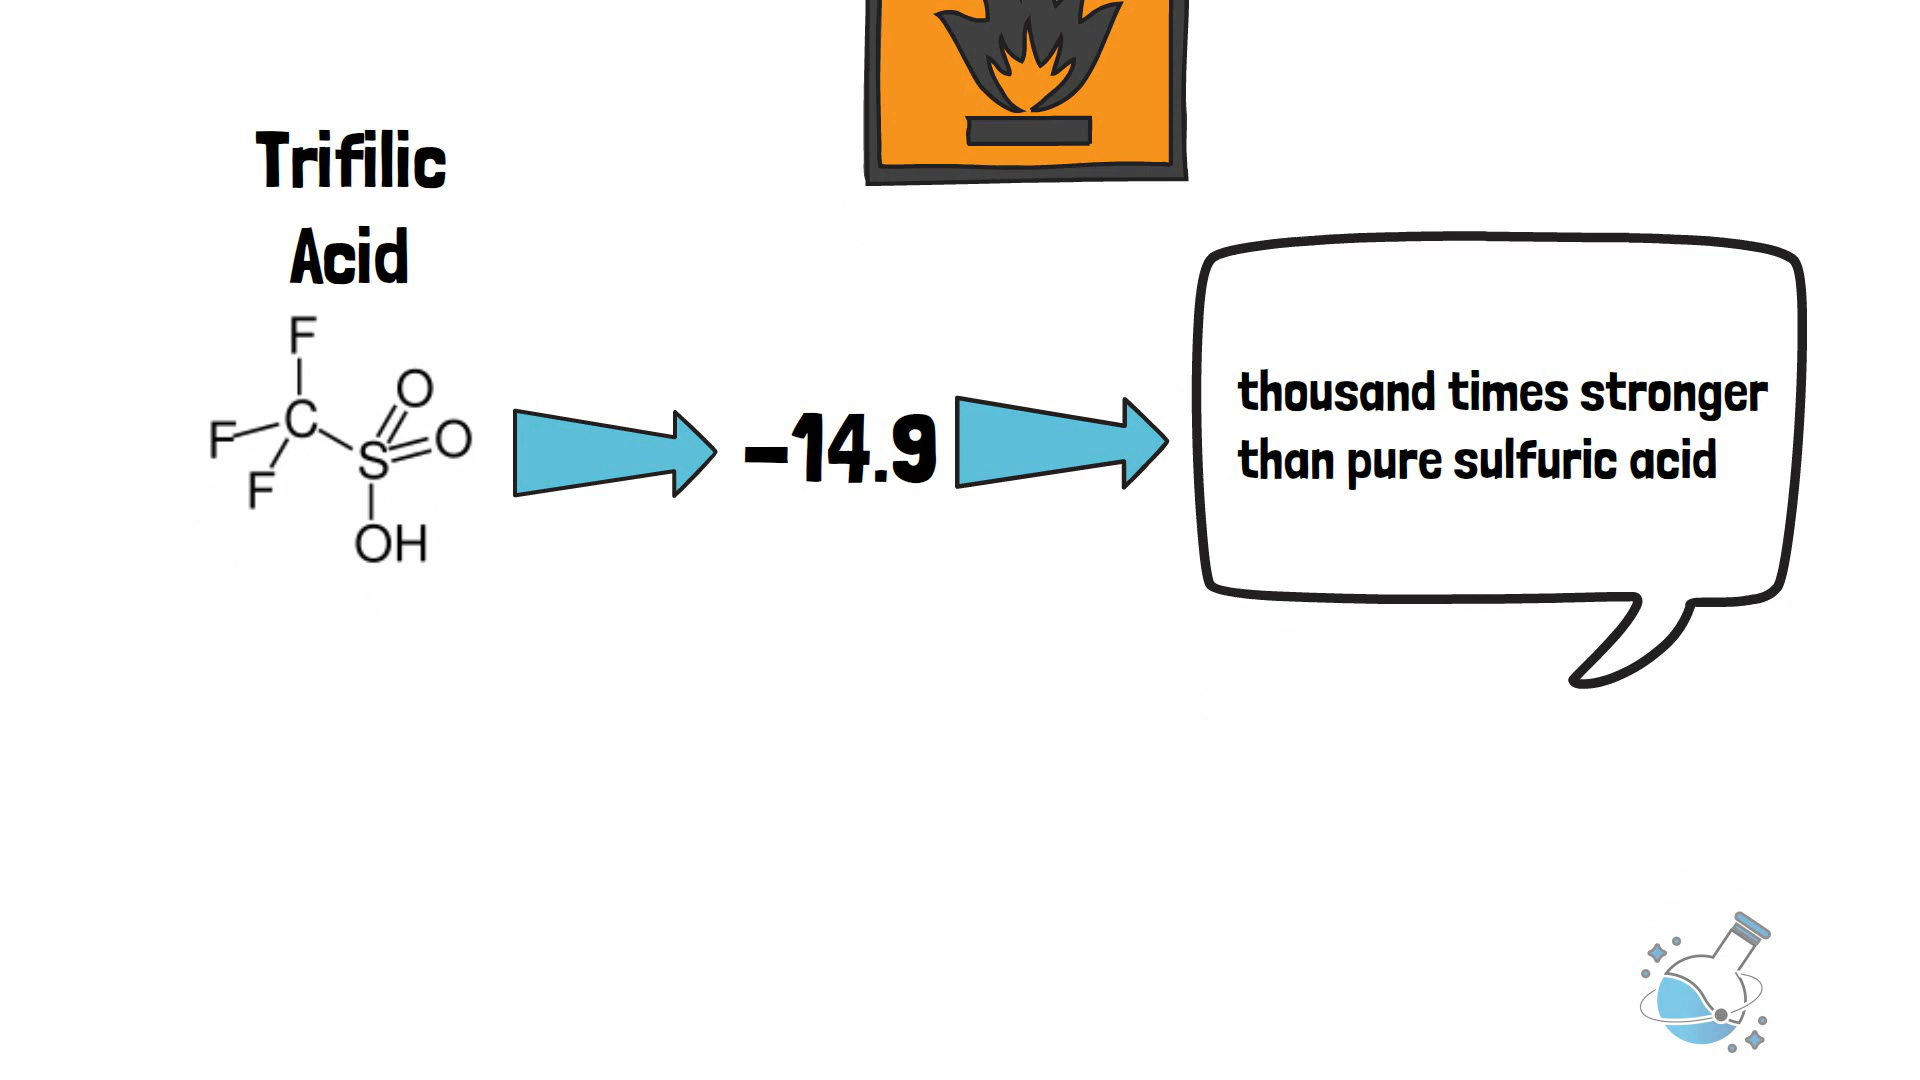 Trifilic
Acid
F
O
F
C
O
S
F
OH
-14.9
thousand times stronger
than pure sulfuric acid